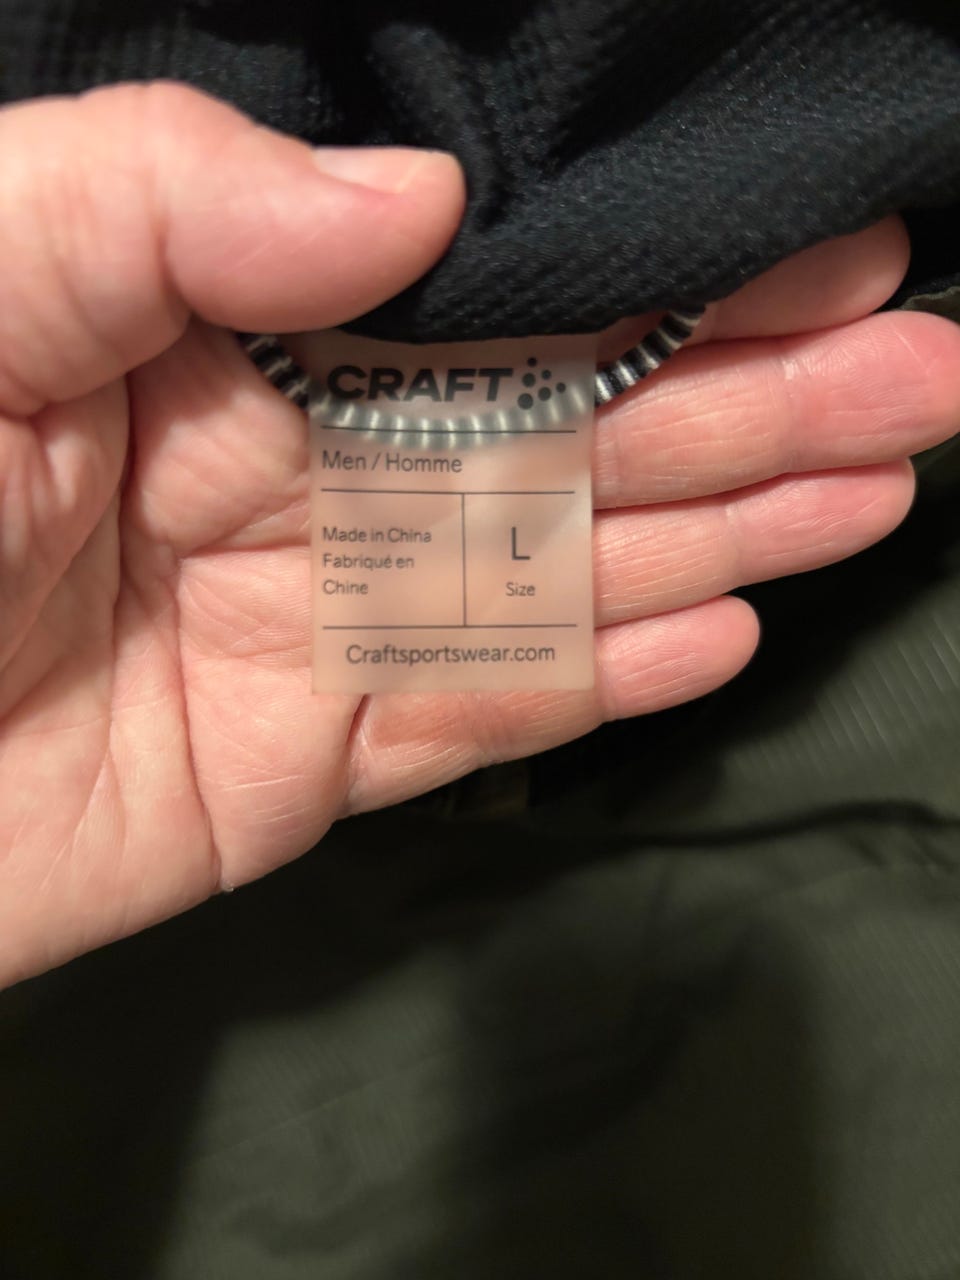 CRAFT
Men / Homme
Made in China
Fabriqué en
Chine
L
Size
Craftsportswear.com